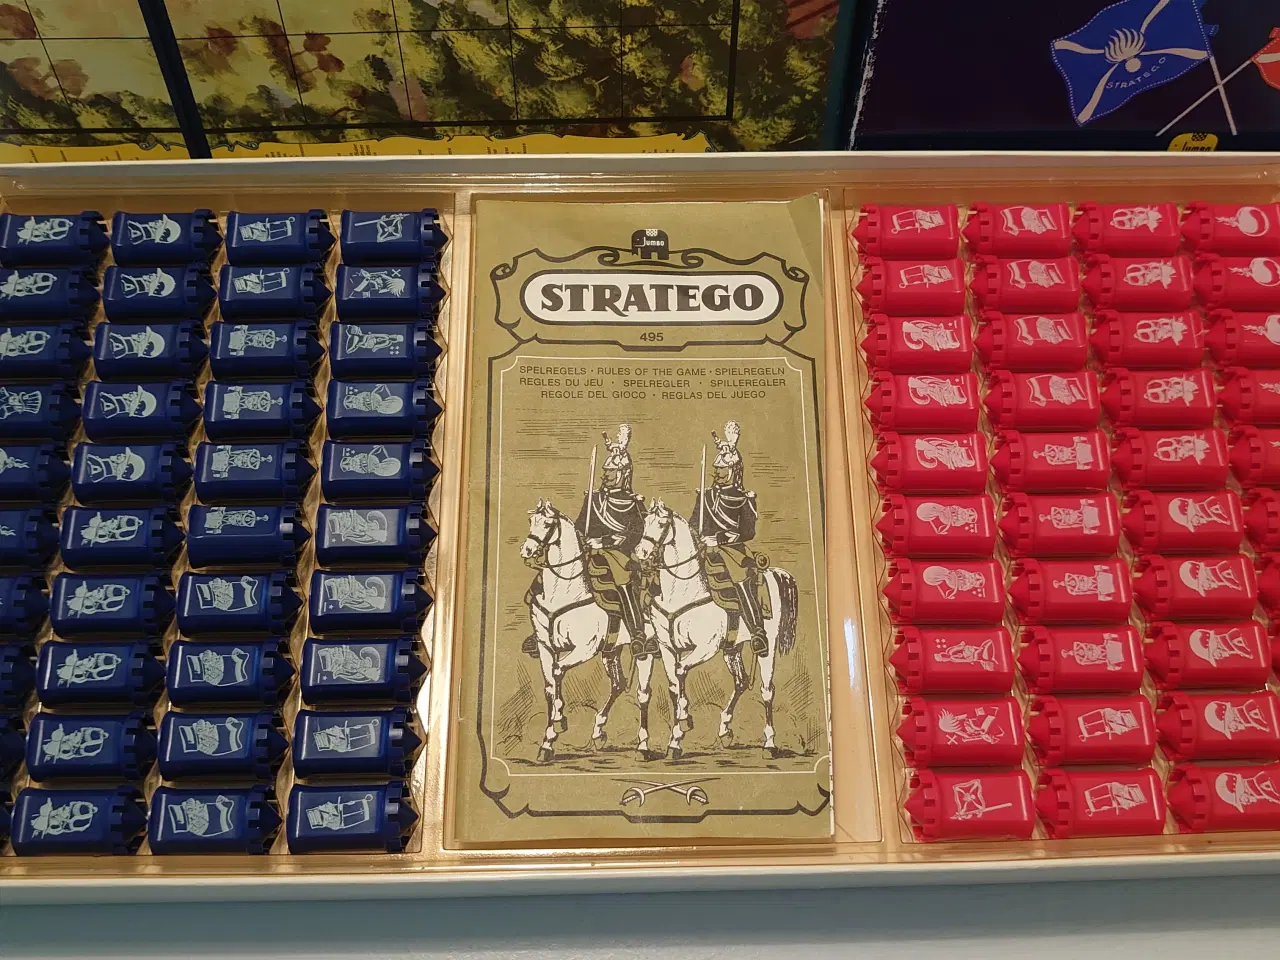 STRATEGO
Jumbo
Jumbo
STRATEGO
495
SPELREGELS · RULES OF THE GAME · SPIELREGELN
REGLES DU JEU · SPELREGLER · SPILLEREGLER
REGOLE DEL GIOCO · REGLAS DEL JUEGO